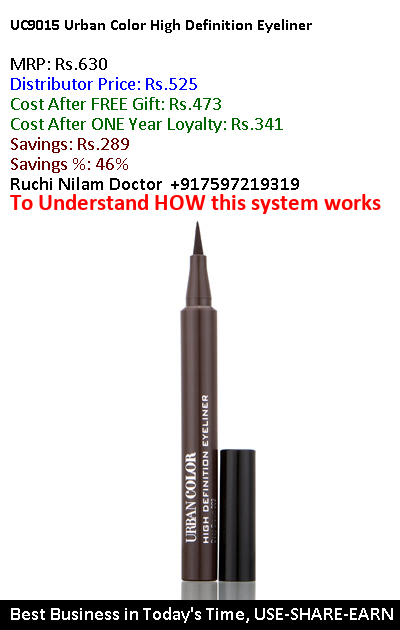 UC9015 Urban Color High Definition Eyeliner
MRP: Rs.630
Distributor Price: Rs.525
Cost After FREE Gift: Rs.473
Cost After ONE Year Loyalty: Rs.341
Savings: Rs.289
Savings %: 46%
Ruchi Nilam Doctor +917597219319
To Understand HOW this system works
URBAN COLOR
HIGH DEFINITION EYELINER
Best Business in Today's Time, USE-SHARE-EARN